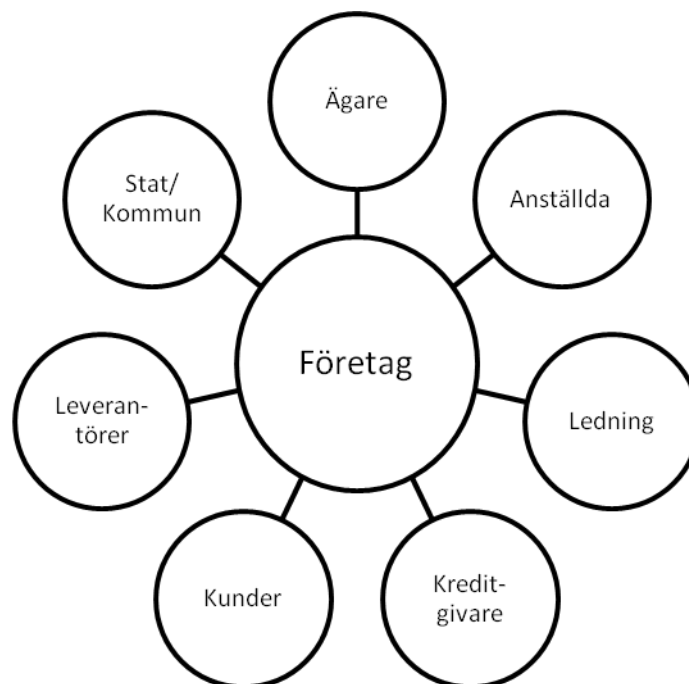 Ägare
Stat/
Kommun
Anställda
Företag
Leveran-
törer
Ledning
Kunder
Kredit-
givare